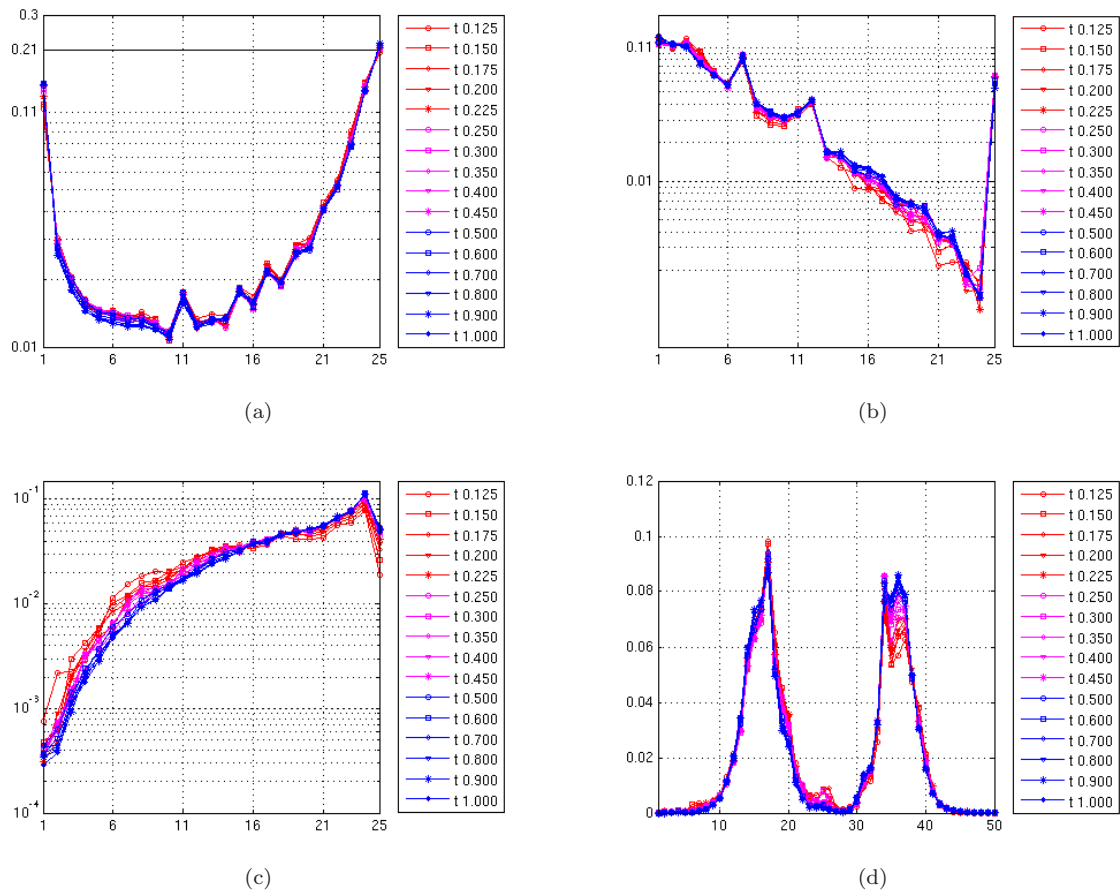 0.3
0.21
0.11
0.01
1
6
11
16
21
25
t 0.125
t 0.150
t 0.175
t 0.200
t 0.225
t 0.250
t 0.300
t 0.350
t 0.400
t 0.450
t 0.500
t 0.600
t 0.700
t 0.800
t 0.900
t 1.000
(a)
0.11
0.01
1
6
11
16
21
25
t 0.125
t 0.150
t 0.175
t 0.200
t 0.225
t 0.250
t 0.300
t 0.350
t 0.400
t 0.450
t 0.500
t 0.600
t 0.700
t 0.800
t 0.900
t 1.000
(b)
10⁻¹
10⁻²
10⁻³
10⁻⁴
1
6
11
16
21
25
t 0.125
t 0.150
t 0.175
t 0.200
t 0.225
t 0.250
t 0.300
t 0.350
t 0.400
t 0.450
t 0.500
t 0.600
t 0.700
t 0.800
t 0.900
t 1.000
(c)
0.12
0.1
0.08
0.06
0.04
0.02
0
10
20
30
40
50
t 0.125
t 0.150
t 0.175
t 0.200
t 0.225
t 0.250
t 0.300
t 0.350
t 0.400
t 0.450
t 0.500
t 0.600
t 0.700
t 0.800
t 0.900
t 1.000
(d)